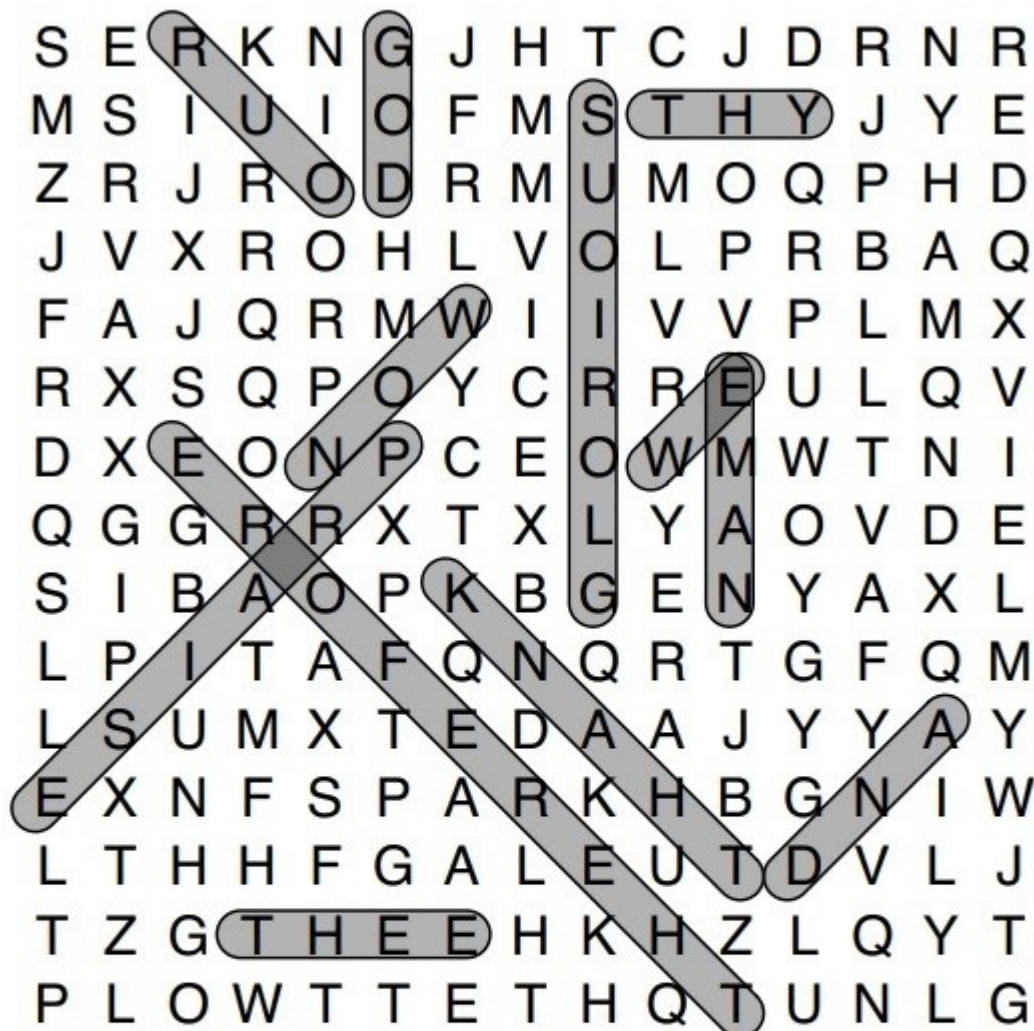 S E R K N G J H T C J D R N R
M S I U I O F M S T H Y J Y E
Z R J R O D R M U M O Q P H D
J V X R O H L V O L P R B A Q
F A J Q R M W I I V V P L M X
R X S Q P O Y C R R E U L Q V
D X E O N P C E O W M W T N I
Q G G R R X T X L Y A O V D E
S I B A O P K B G E N Y A X L
L P I T A F Q N Q R T G F Q M
L S U M X T E D A A J Y Y A Y
E X N F S P A R K H B G N I W
L T H H F G A L E U T D V L J
T Z G T H E E H K H Z L Q Y T
P L O W T T E T H Q T U N L G